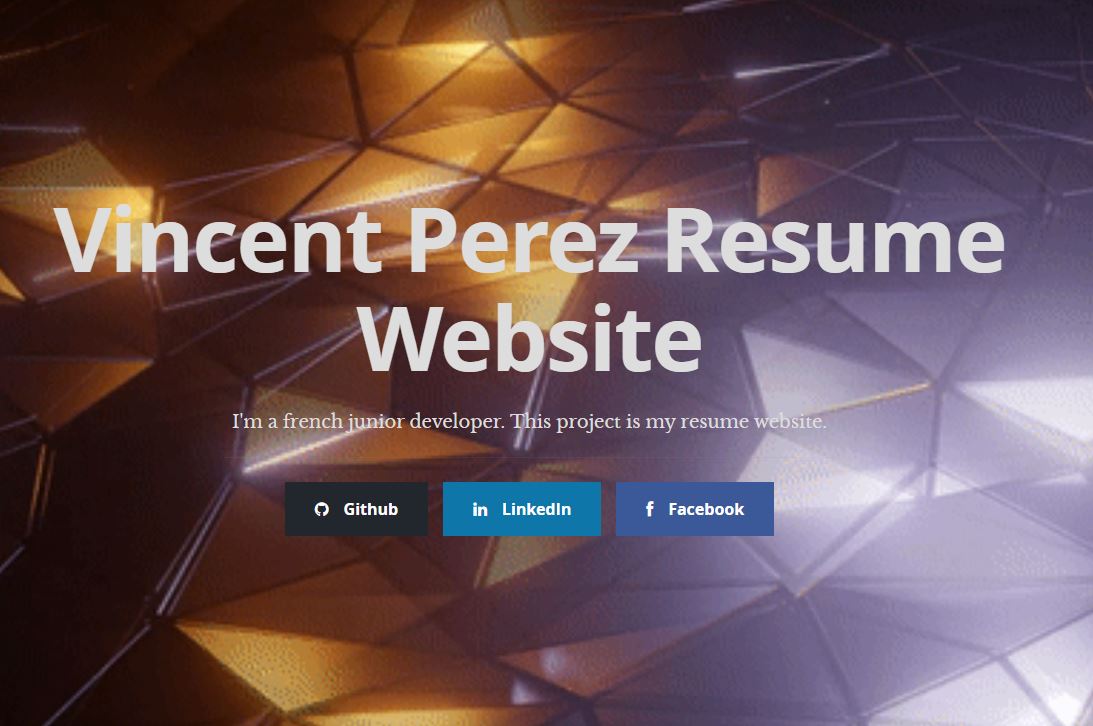 Vincent Perez Resume
Website
I'm a french junior developer. This project is my resume website.
Github LinkedIn Facebook